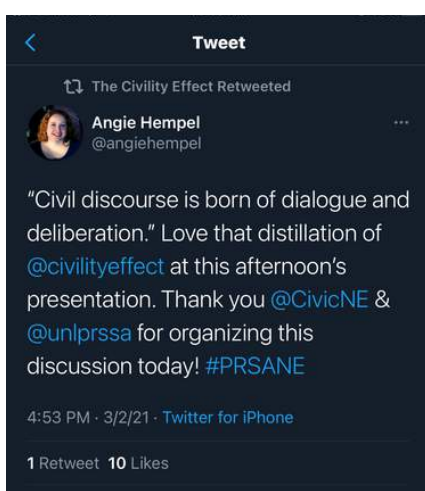 Tweet
The Civility Effect Retweeted
Angie Hempel
@angiehempel
“Civil discourse is born of dialogue and
deliberation.” Love that distillation of
@civilityeffect at this afternoon’s
presentation. Thank you @CivicNE &
@unlprssa for organizing this
discussion today! #PRSANE
4:53 PM · 3/2/21 · Twitter for iPhone
1 Retweet 10 Likes